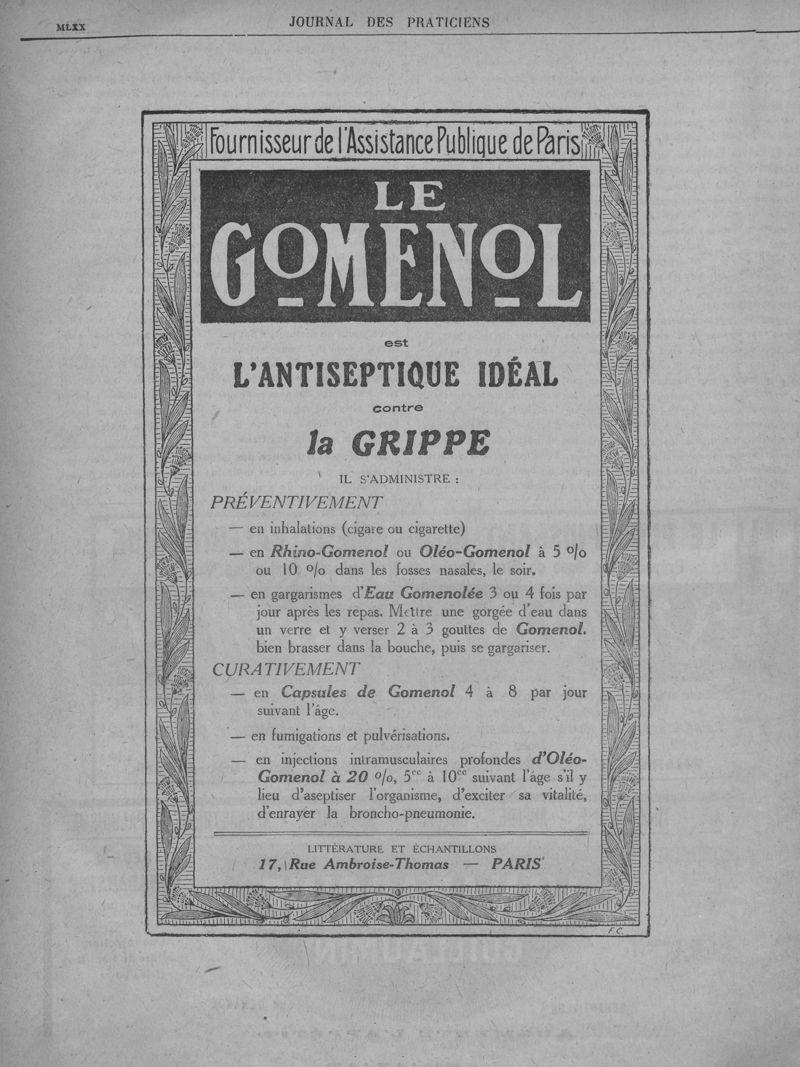 MLXX
JOURNAL DES PRATICIENS
Fournisseur de l'Assistance Publique de Paris
LE
GOMENOL
est
L'ANTISEPTIQUE IDÉAL
contre
la GRIPPE
IL S'ADMINISTRE :
PRÉVENTIVEMENT
— en inhalations (cigare ou cigarette)
— en Rhino-Gomenol ou Oléo-Gomenol à 5 o/o
ou 10 o/o dans les fosses nasales, le soir.
— en gargarismes d'Eau Gomenolée 3 ou 4 fois par
jour après les repas. Mettre une gorgée d'eau dans
un verre et y verser 2 à 3 gouttes de Gomenol.
bien brasser dans la bouche, puis se gargariser.
CURATIVEMENT
— en Capsules de Gomenol 4 à 8 par jour
suivant l'âge.
— en fumigations et pulvérisations.
— en injections intramusculaires profondes d'Oléo-
Gomenol à 20 o/o, 5cc à 10cc suivant l'âge s'il y
lieu d'aseptiser l'organisme, d'exciter sa vitalité,
d'enrayer la broncho-pneumonie.
LITTÉRATURE ET ÉCHANTILLONS
17, Rue Ambroise-Thomas — PARIS
F.C.